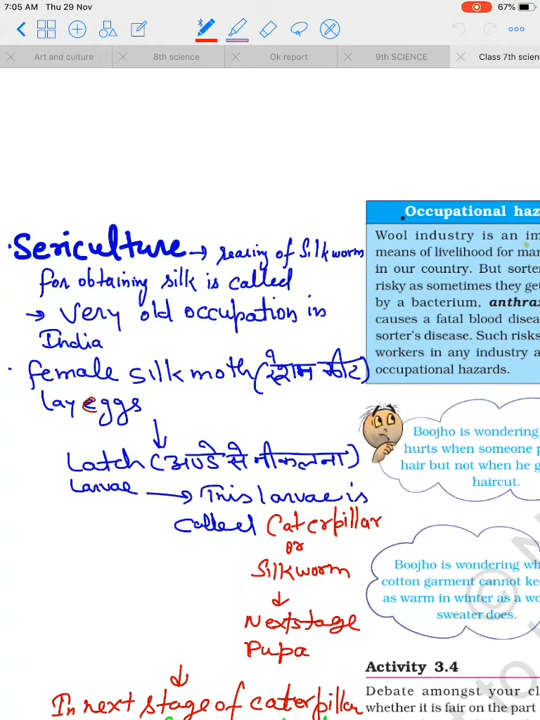 7:05 AM Thu 29 Nov
67%
Art and culture
8th science
Ok report
9th SCIENCE
Class 7th scien
·Sericulture → rearing of Silkworm
for obtaining silk is called
→ Very old occupation in
India
· female silk moth (रेशम कीट)
lay eggs
↓
Latch (अण्डे से नीकलना)
Larvae → This larvae is
called Caterpillar
or
Silkworm
↓
Next stage
Pupa
↓
In next stage of caterpillar
Occupational haz
Wool industry is an im
means of livelihood for man
in our country. But sorte
risky as sometimes they get
by a bacterium, anthrax
causes a fatal blood disea
sorter's disease. Such risks
workers in any industry a
occupational hazards.
Boojho is wondering
hurts when someone p
hair but not when he g
haircut.
Boojho is wondering wh
cotton garment cannot ke
as warm in winter as a wo
sweater does.
Activity 3.4
Debate amongst your cl
whether it is fair on the part